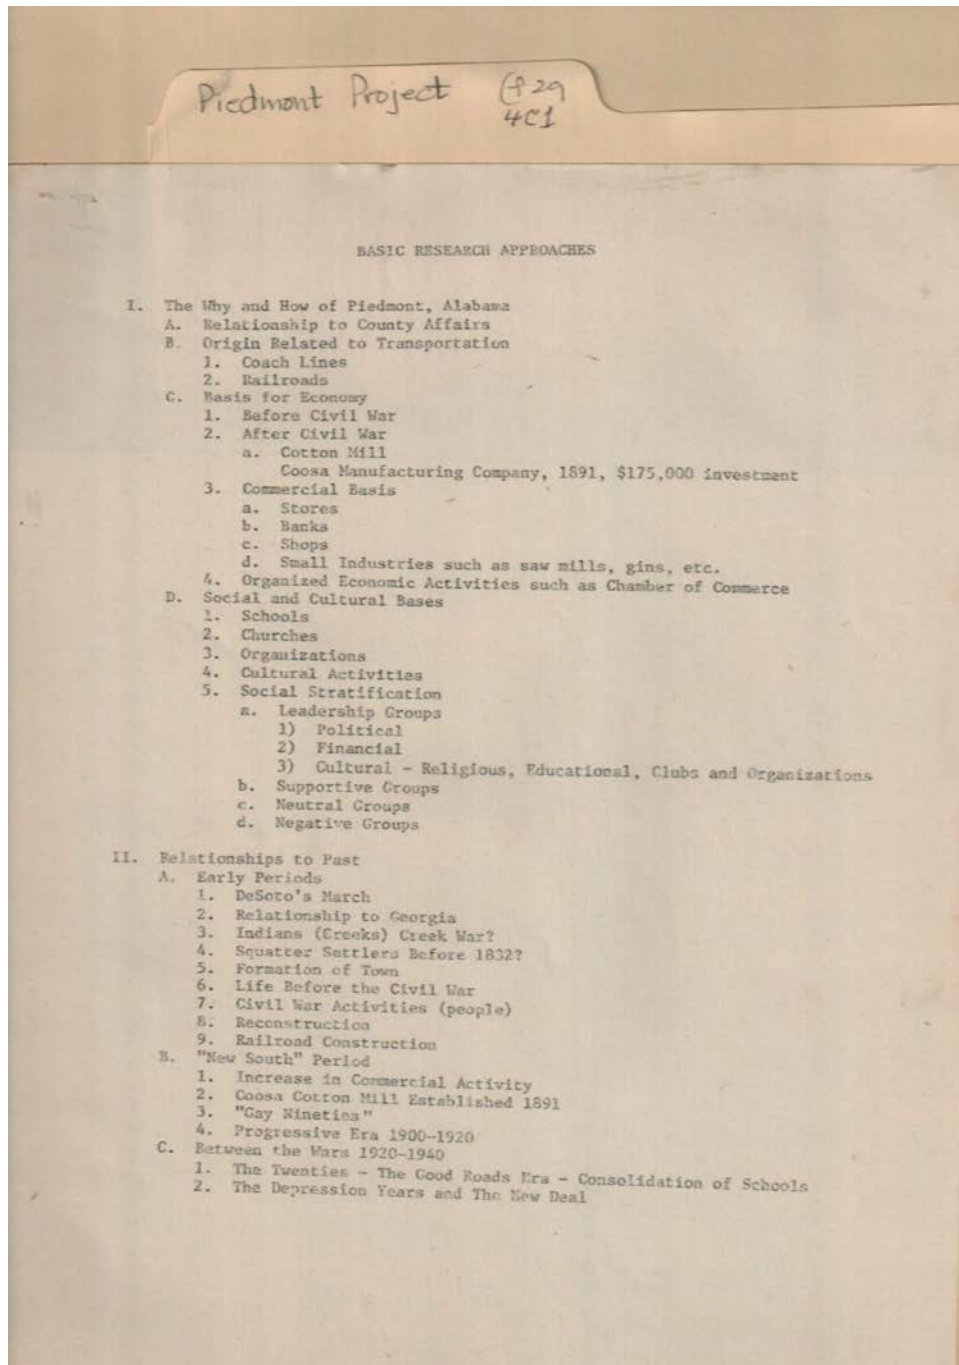 Piedmont Project (f29
4C1
BASIC RESEARCH APPROACHES
I. The Why and How of Piedmont, Alabama
A. Relationship to County Affairs
B. Origin Related to Transportation
1. Coach Lines
2. Railroads
C. Basis for Economy
1. Before Civil War
2. After Civil War
a. Cotton Mill
Coosa Manufacturing Company, 1891, $175,000 investment
3. Commercial Basis
a. Stores
b. Banks
c. Shops
d. Small Industries such as saw mills, gins, etc.
4. Organized Economic Activities such as Chamber of Commerce
D. Social and Cultural Bases
1. Schools
2. Churches
3. Organizations
4. Cultural Activities
5. Social Stratification
a. Leadership Groups
1) Political
2) Financial
3) Cultural - Religious, Educational, Clubs and Organizations
b. Supportive Groups
c. Neutral Groups
d. Negative Groups
II. Relationships to Past
A. Early Periods
1. DeSoto's March
2. Relationship to Georgia
3. Indians (Creeks) Creek War?
4. Squatter Settlers Before 1832?
5. Formation of Town
6. Life Before the Civil War
7. Civil War Activities (people)
8. Reconstruction
9. Railroad Construction
B. "New South" Period
1. Increase in Commercial Activity
2. Coosa Cotton Mill Established 1891
3. "Gay Nineties"
4. Progressive Era 1900-1920
C. Between the Wars 1920-1940
1. The Twenties - The Good Roads Era - Consolidation of Schools
2. The Depression Years and The New Deal